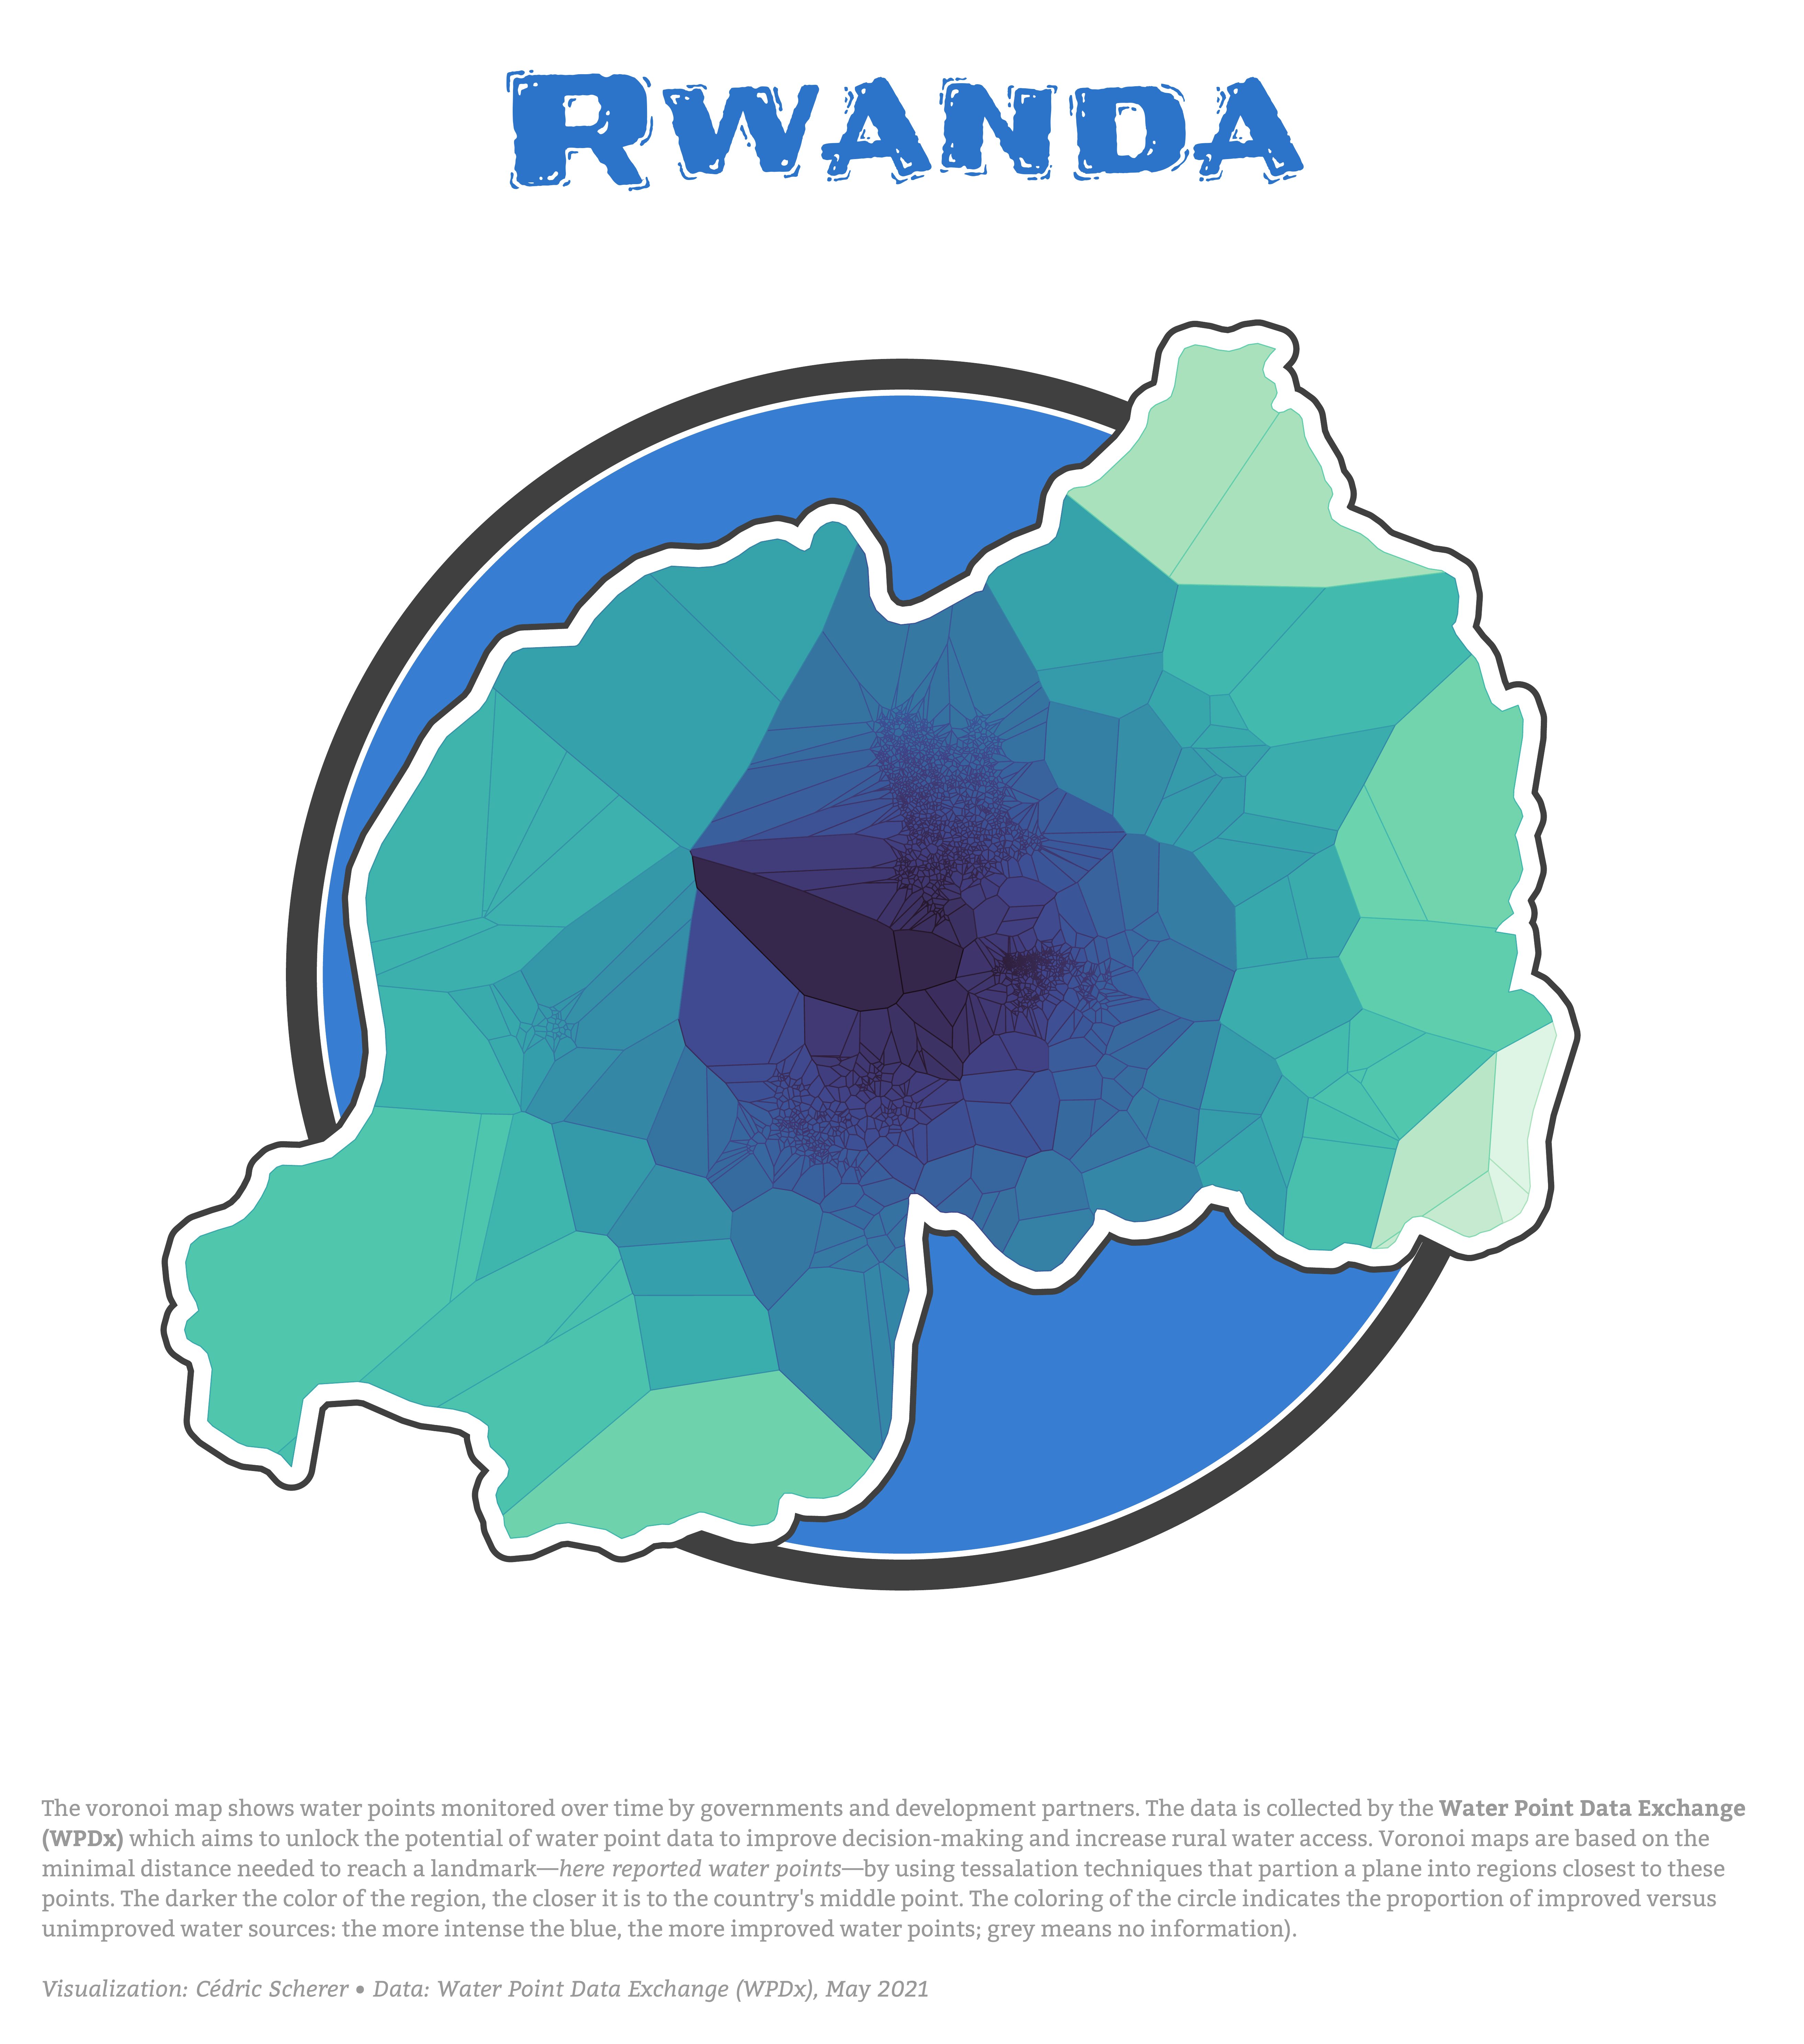 RWANDA
The voronoi map shows water points monitored over time by governments and development partners. The data is collected by the Water Point Data Exchange
(WPDx) which aims to unlock the potential of water point data to improve decision-making and increase rural water access. Voronoi maps are based on the
minimal distance needed to reach a landmark—here reported water points—by using tessalation techniques that partion a plane into regions closest to these
points. The darker the color of the region, the closer it is to the country's middle point. The coloring of the circle indicates the proportion of improved versus
unimproved water sources: the more intense the blue, the more improved water points; grey means no information).
Visualization: Cédric Scherer • Data: Water Point Data Exchange (WPDx), May 2021